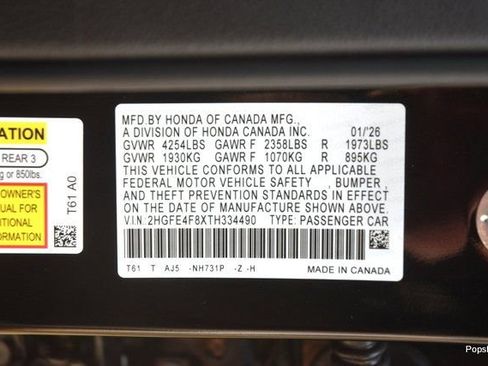 ATION
REAR 3
g or 850lbs.
OWNER'S
NUAL FOR
ITIONAL
ORMATION
T61 A0
MFD.BY HONDA OF CANADA MFG.,
A DIVISION OF HONDA CANADA INC. 01/'26
GVWR 4254LBS GAWR F 2358LBS R 1973LBS
GVWR 1930KG GAWR F 1070KG R 895KG
THIS VEHICLE CONFORMS TO ALL APPLICABLE
FEDERAL MOTOR VEHICLE SAFETY , BUMPER ,
AND THEFT PREVENTION STANDARDS IN EFFECT
ON THE DATE OF MANUFACTURE SHOWN ABOVE.
V.I.N:2HGFE4F8XTH334490 TYPE: PASSENGER CAR
T61 T AJ5 -NH731P -Z -H MADE IN CANADA
Pops